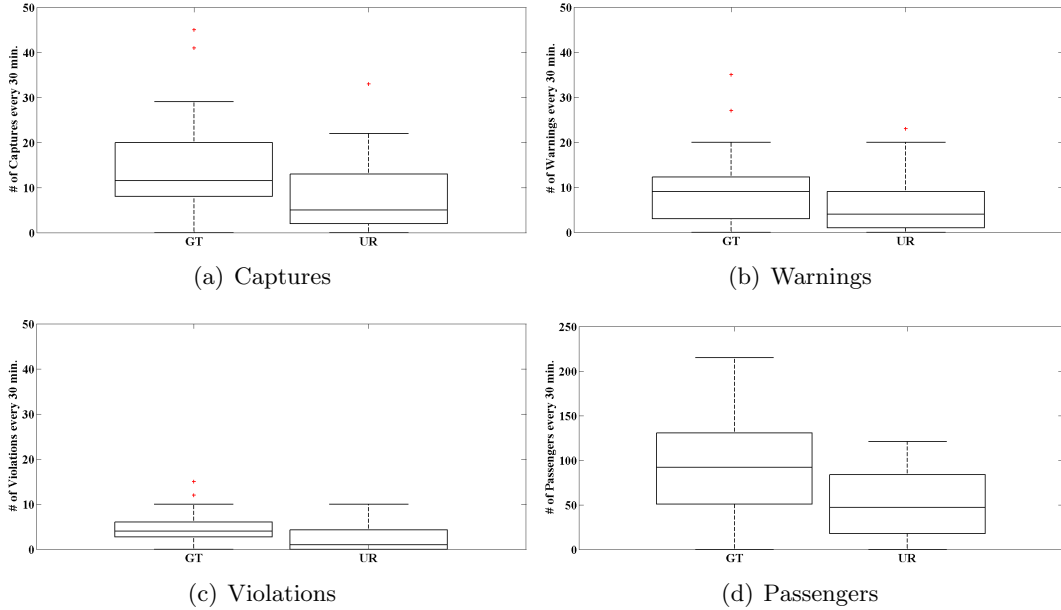 # of Captures every 30 min.
50
40
30
20
10
0
GT UR
(a) Captures
# of Warnings every 30 min.
50
40
30
20
10
0
GT UR
(b) Warnings
# of Violations every 30 min.
50
40
30
20
10
0
GT UR
(c) Violations
# of Passengers every 30 min.
250
200
150
100
50
0
GT UR
(d) Passengers